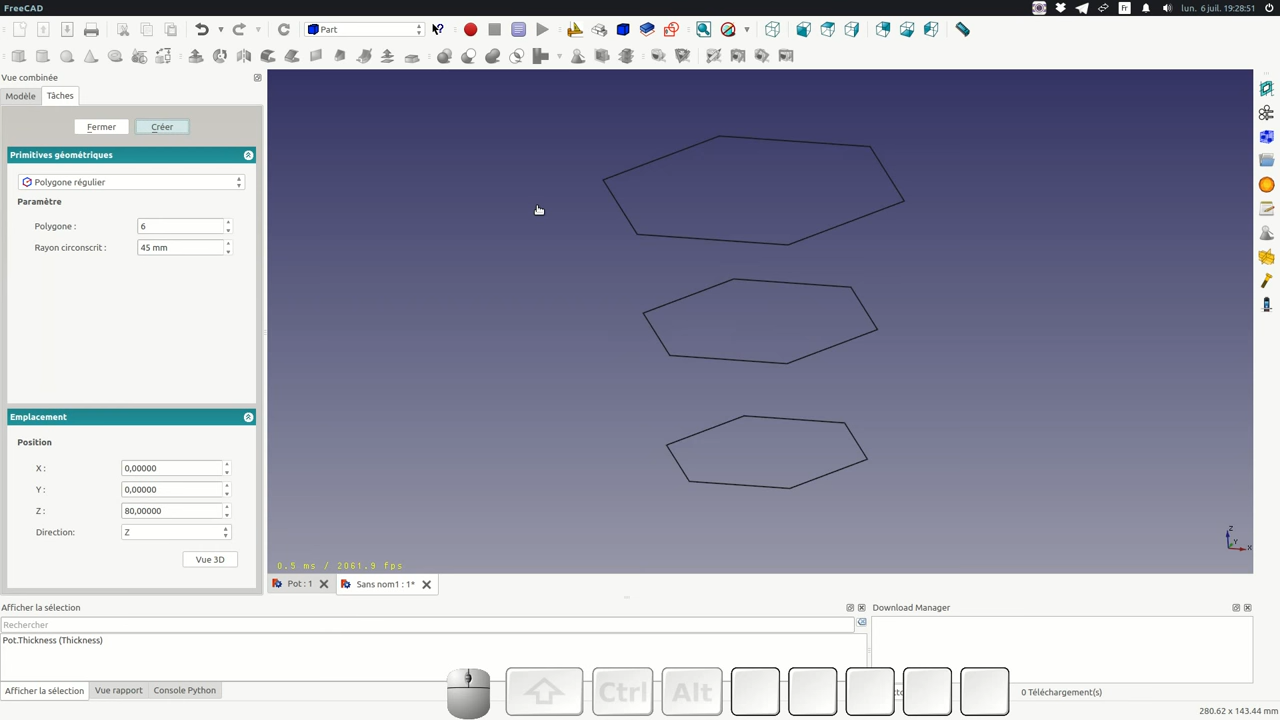 FreeCAD
Fr
lun. 6 juil. 19:28:51
Part
Vue combinée
Modèle
Tâches
Fermer
Créer
Primitives géométriques
Polygone régulier
Paramètre
Polygone :
6
Rayon circonscrit :
45 mm
Emplacement
Position
X :
0,00000
Y :
0,00000
Z :
80,00000
Direction:
Z
Vue 3D
Z
Y
X
0.5 ms / 2061.9 fps
Pot : 1
Sans nom1 : 1*
Afficher la sélection
Download Manager
Rechercher
Pot.Thickness (Thickness)
Ctrl
Alt
Afficher la sélection
Vue rapport
Console Python
0 Téléchargement(s)
280.62 x 143.44 mm